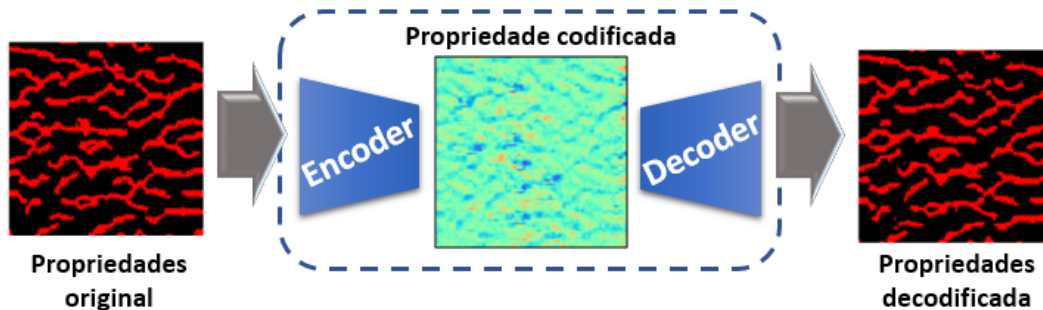 Propriedade codificada
Encoder
Decoder
Propriedades
original
Propriedades
decodificada